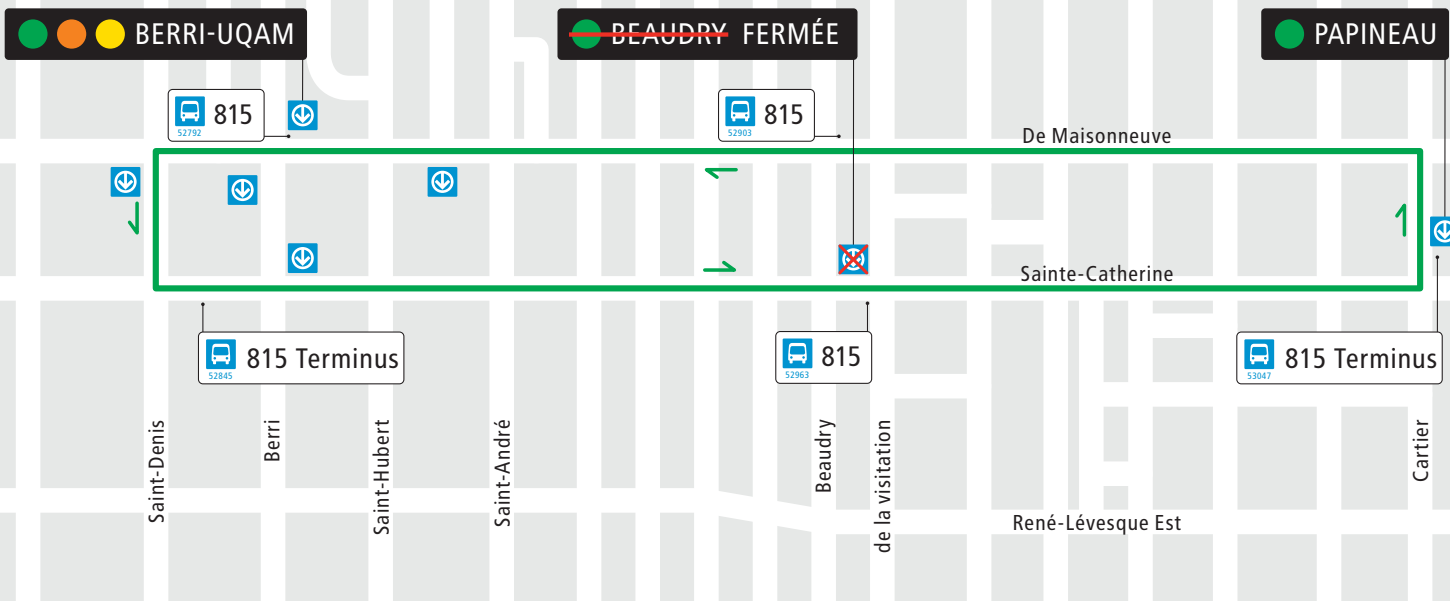 BERRI-UQAM
BEAUDRY FERMÉE
PAPINEAU
815
52792
815
52903
De Maisonneuve
Sainte-Catherine
815 Terminus
52845
815
52963
815 Terminus
53047
Saint-Denis
Berri
Saint-Hubert
Saint-André
Beaudry
de la visitation
Cartier
René-Lévesque Est